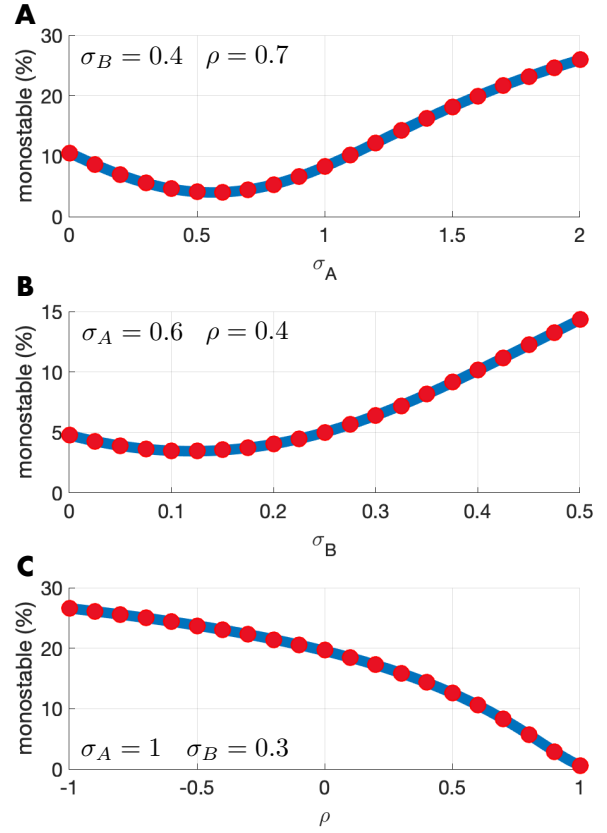 A
monostable (%)
30
20
10
0
σ_B = 0.4 ρ = 0.7
0 0.5 1 1.5 2
σ_A
B
monostable (%)
15
10
5
0
σ_A = 0.6 ρ = 0.4
0 0.1 0.2 0.3 0.4 0.5
σ_B
C
monostable (%)
30
20
10
0
σ_A = 1 σ_B = 0.3
-1 -0.5 0 0.5 1
ρ